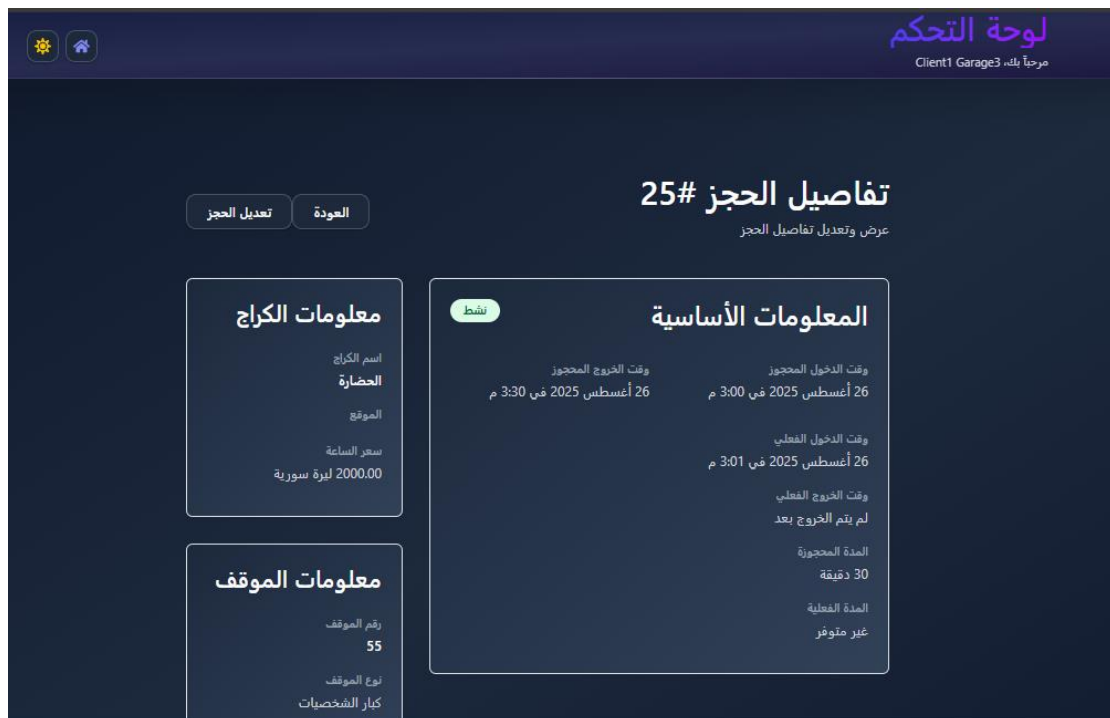 لوحة التحكم
مرحباً بك، Client1 Garage3
تفاصيل الحجز #25
عرض وتعديل تفاصيل الحجز
العودة
تعديل الحجز
المعلومات الأساسية
نشط
وقت الدخول المحجوز
26 أغسطس 2025 في 3:00 م
وقت الخروج المحجوز
26 أغسطس 2025 في 3:30 م
وقت الدخول الفعلي
26 أغسطس 2025 في 3:01 م
وقت الخروج الفعلي
لم يتم الخروج بعد
المدة المحجوزة
30 دقيقة
المدة الفعلية
غير متوفر
معلومات الكراج
اسم الكراج
الحضارة
الموقع
سعر الساعة
2000.00 ليرة سورية
معلومات الموقف
رقم الموقف
55
نوع الموقف
كبار الشخصيات